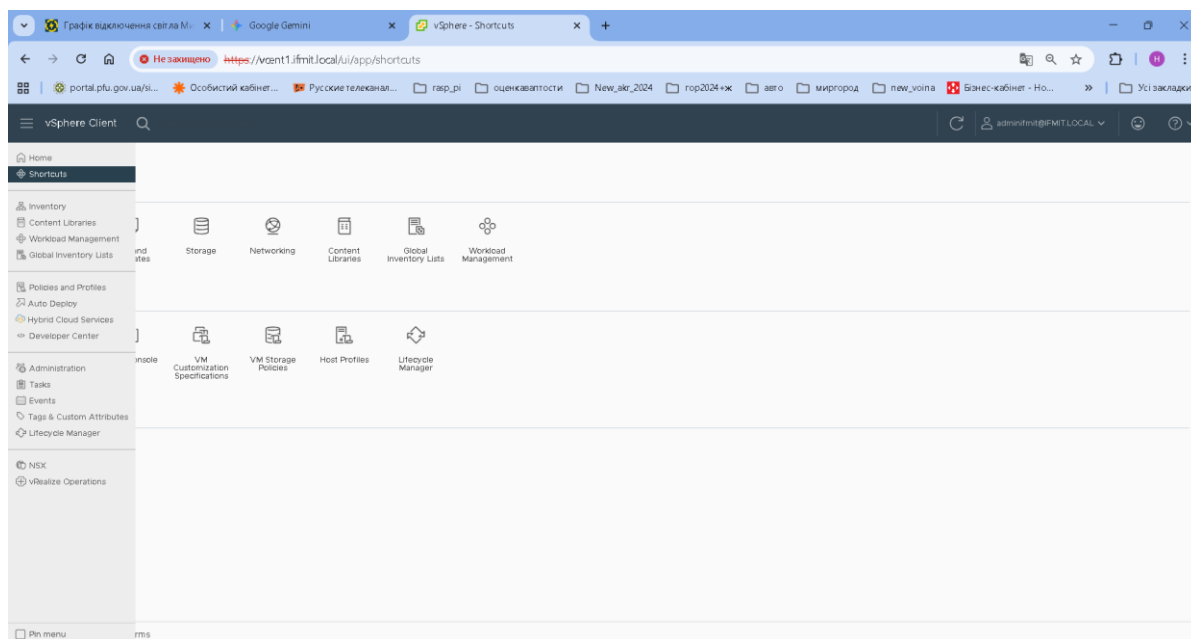 Графік відключення світла Ми
Google Gemini
vSphere - Shortcuts
Не захищено https://vcent1.ifmit.local/ui/app/shortcuts
portal.pfu.gov.ua/si...
Особистий кабінет...
Русские телеканал...
rasp_pi
оценкаваптости
New_akr_2024
гор2024+ж
авто
миргород
new_voina
Бізнес-кабінет - Но...
»
Усі закладки
H
vSphere Client
adminifmit@IFMIT.LOCAL
Home
Shortcuts
Inventory
Content Libraries
Workload Management
Global Inventory Lists
Policies and Profiles
Auto Deploy
Hybrid Cloud Services
Developer Center
Administration
Tasks
Events
Tags & Custom Attributes
Lifecycle Manager
NSX
vRealize Operations
Pin menu
nd
ates
Storage
Networking
Content
Libraries
Global
Inventory Lists
Workload
Management
onsole
VM
Customization
Specifications
VM Storage
Policies
Host Profiles
Lifecycle
Manager
rms